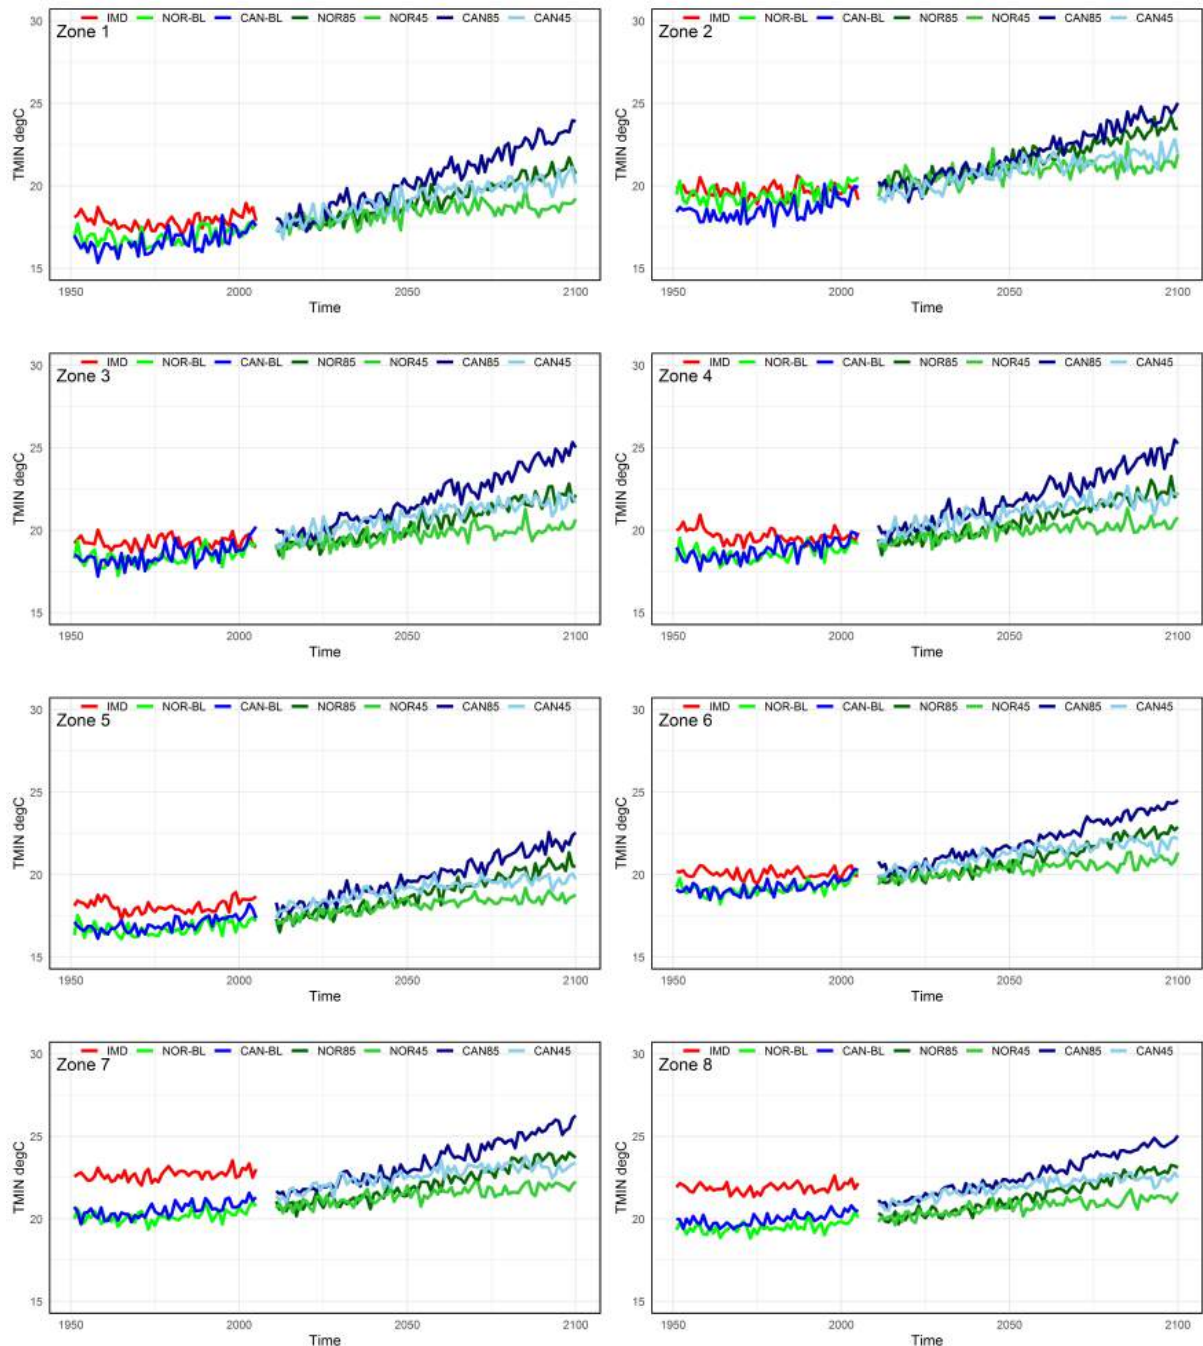 IMD NOR-BL CAN-BL NOR85 NOR45 CAN85 CAN45
Zone 1
30
25
20
15
TMIN degC
1950 2000 2050 2100
Time
IMD NOR-BL CAN-BL NOR85 NOR45 CAN85 CAN45
Zone 2
30
25
20
15
TMIN degC
1950 2000 2050 2100
Time
IMD NOR-BL CAN-BL NOR85 NOR45 CAN85 CAN45
Zone 3
30
25
20
15
TMIN degC
1950 2000 2050 2100
Time
IMD NOR-BL CAN-BL NOR85 NOR45 CAN85 CAN45
Zone 4
30
25
20
15
TMIN degC
1950 2000 2050 2100
Time
IMD NOR-BL CAN-BL NOR85 NOR45 CAN85 CAN45
Zone 5
30
25
20
15
TMIN degC
1950 2000 2050 2100
Time
IMD NOR-BL CAN-BL NOR85 NOR45 CAN85 CAN45
Zone 6
30
25
20
15
TMIN degC
1950 2000 2050 2100
Time
IMD NOR-BL CAN-BL NOR85 NOR45 CAN85 CAN45
Zone 7
30
25
20
15
TMIN degC
1950 2000 2050 2100
Time
IMD NOR-BL CAN-BL NOR85 NOR45 CAN85 CAN45
Zone 8
30
25
20
15
TMIN degC
1950 2000 2050 2100
Time